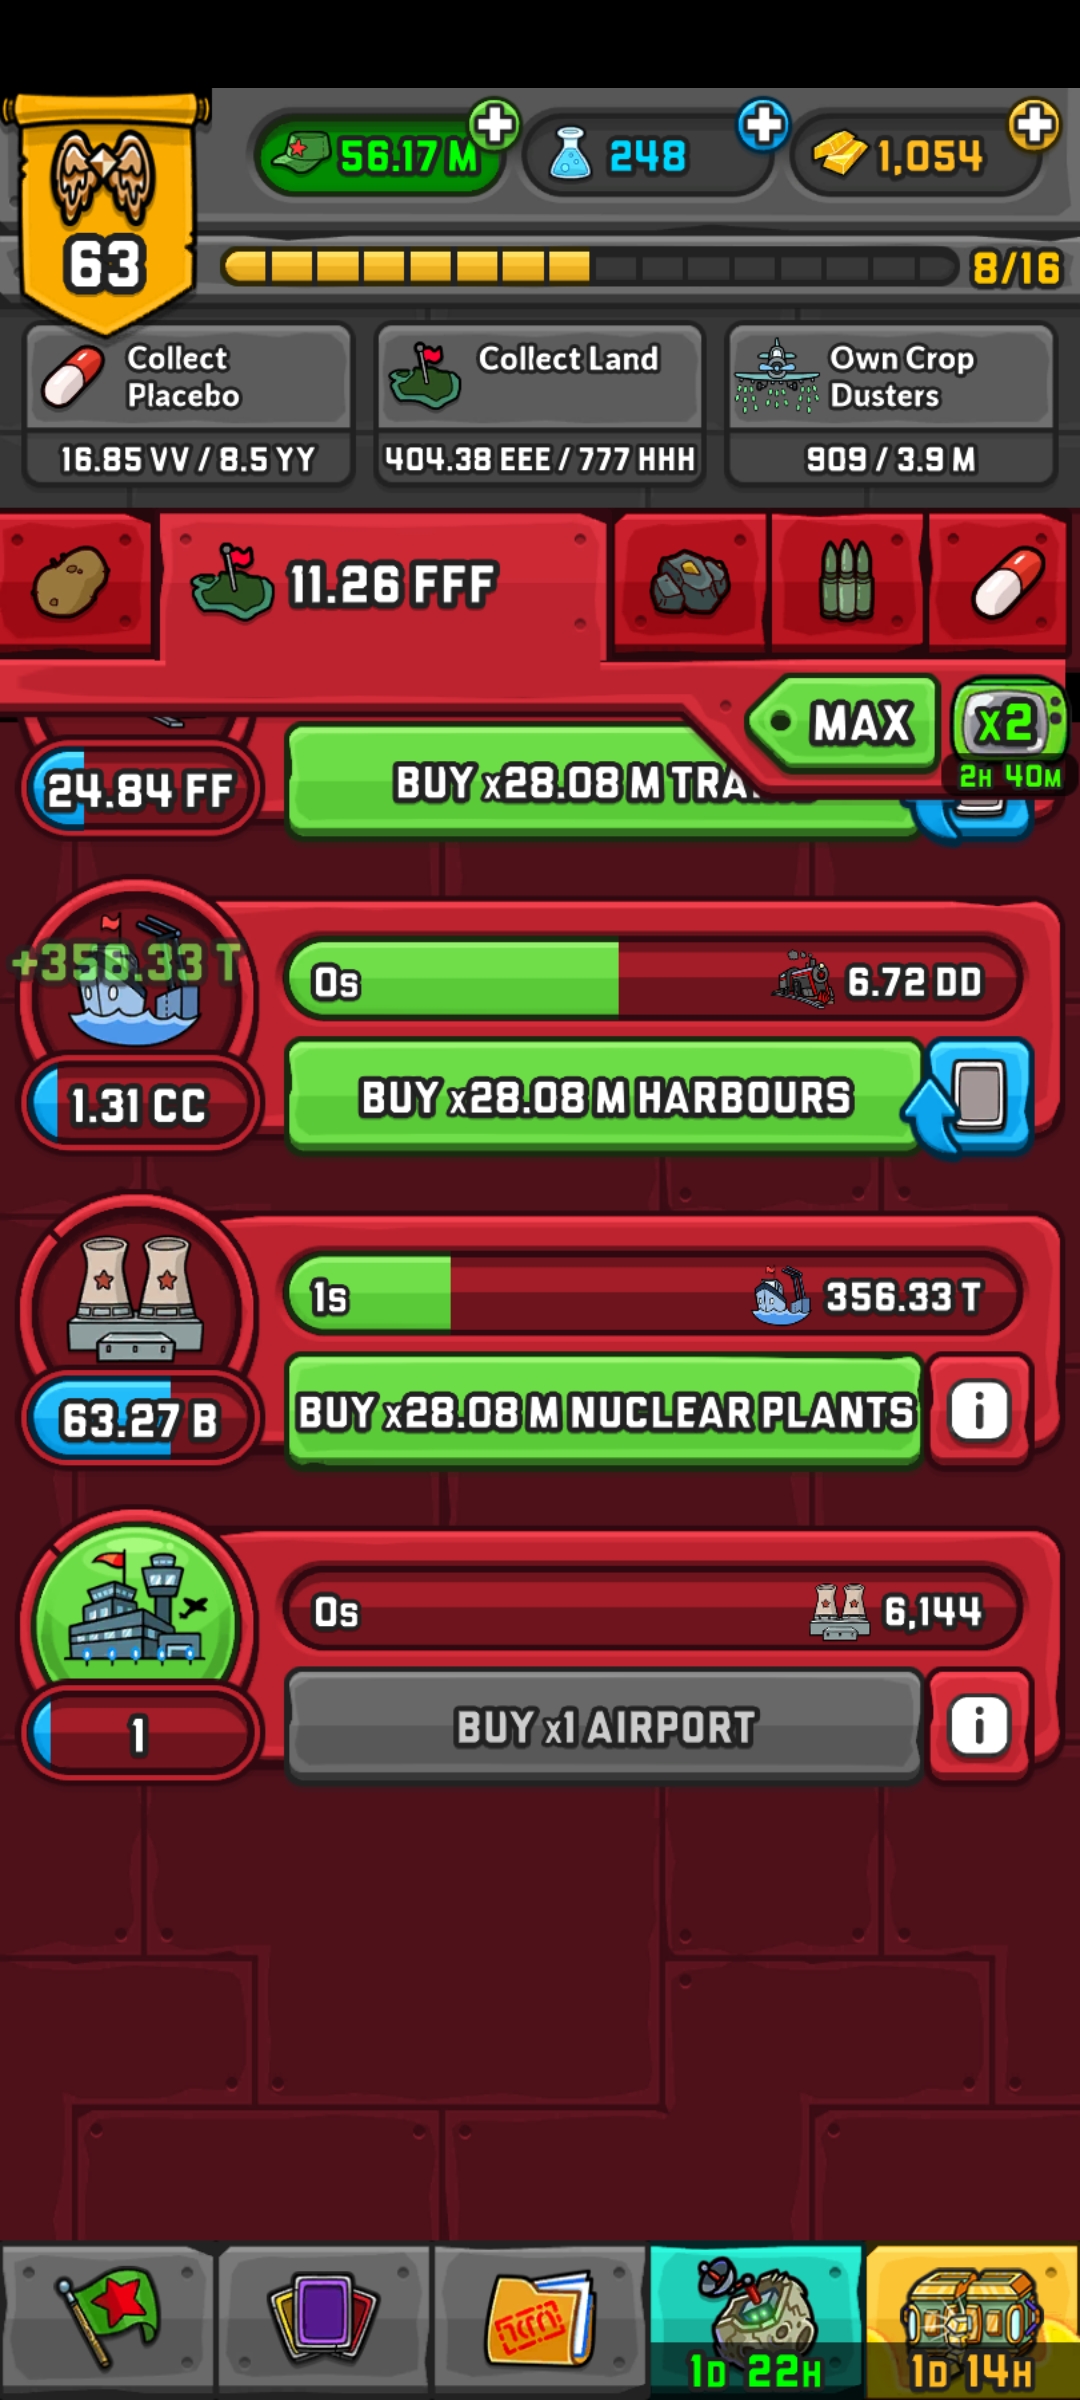 56.17 M
248
1,054
63
8/16
Collect
Placebo
16.85 VV / 8.5 YY
Collect Land
404.38 EEE / 777 HHH
Own Crop
Dusters
909 / 3.9 M
11.26 FFF
MAX
x2
2H 40M
24.84 FF
BUY x28.08 M
+356.33 T
0s
6.72 DD
1.31 CC
BUY x28.08 M HARBOURS
1s
356.33 T
63.27 B
BUY x28.08 M NUCLEAR PLANTS
i
0s
6,144
1
BUY x1 AIRPORT
i
1D 22H
1D 14H